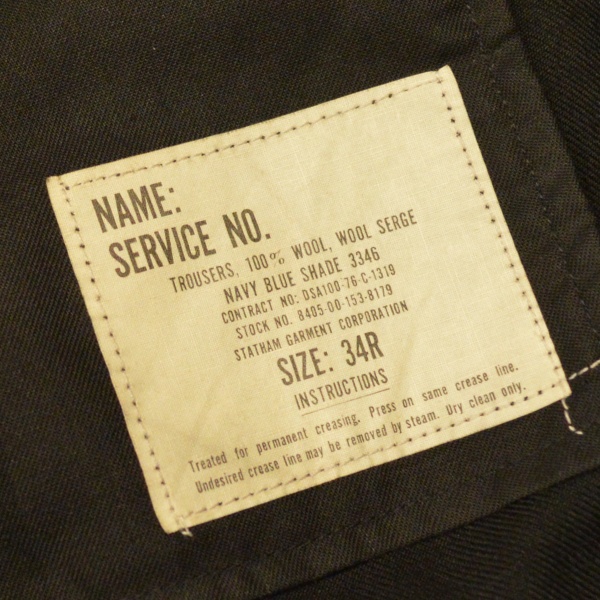 NAME:
SERVICE NO.
TROUSERS, 100% WOOL, WOOL SERGE
NAVY BLUE SHADE 3346
CONTRACT NO: DSA100-76-C-1319
STOCK NO. 8405-00-153-8179
STATHAM GARMENT CORPORATION
SIZE: 34R
INSTRUCTIONS
Treated for permanent creasing. Press on same crease line.
Undesired crease line may be removed by steam. Dry clean only.